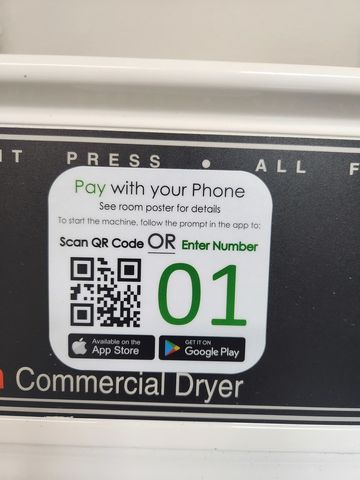 PRESS • ALL
Pay with your Phone
See room poster for details
To start the machine, follow the prompt in the app to:
Scan QR Code OR Enter Number
01
Available on the
App Store
GET IT ON
Google Play
Commercial Dryer